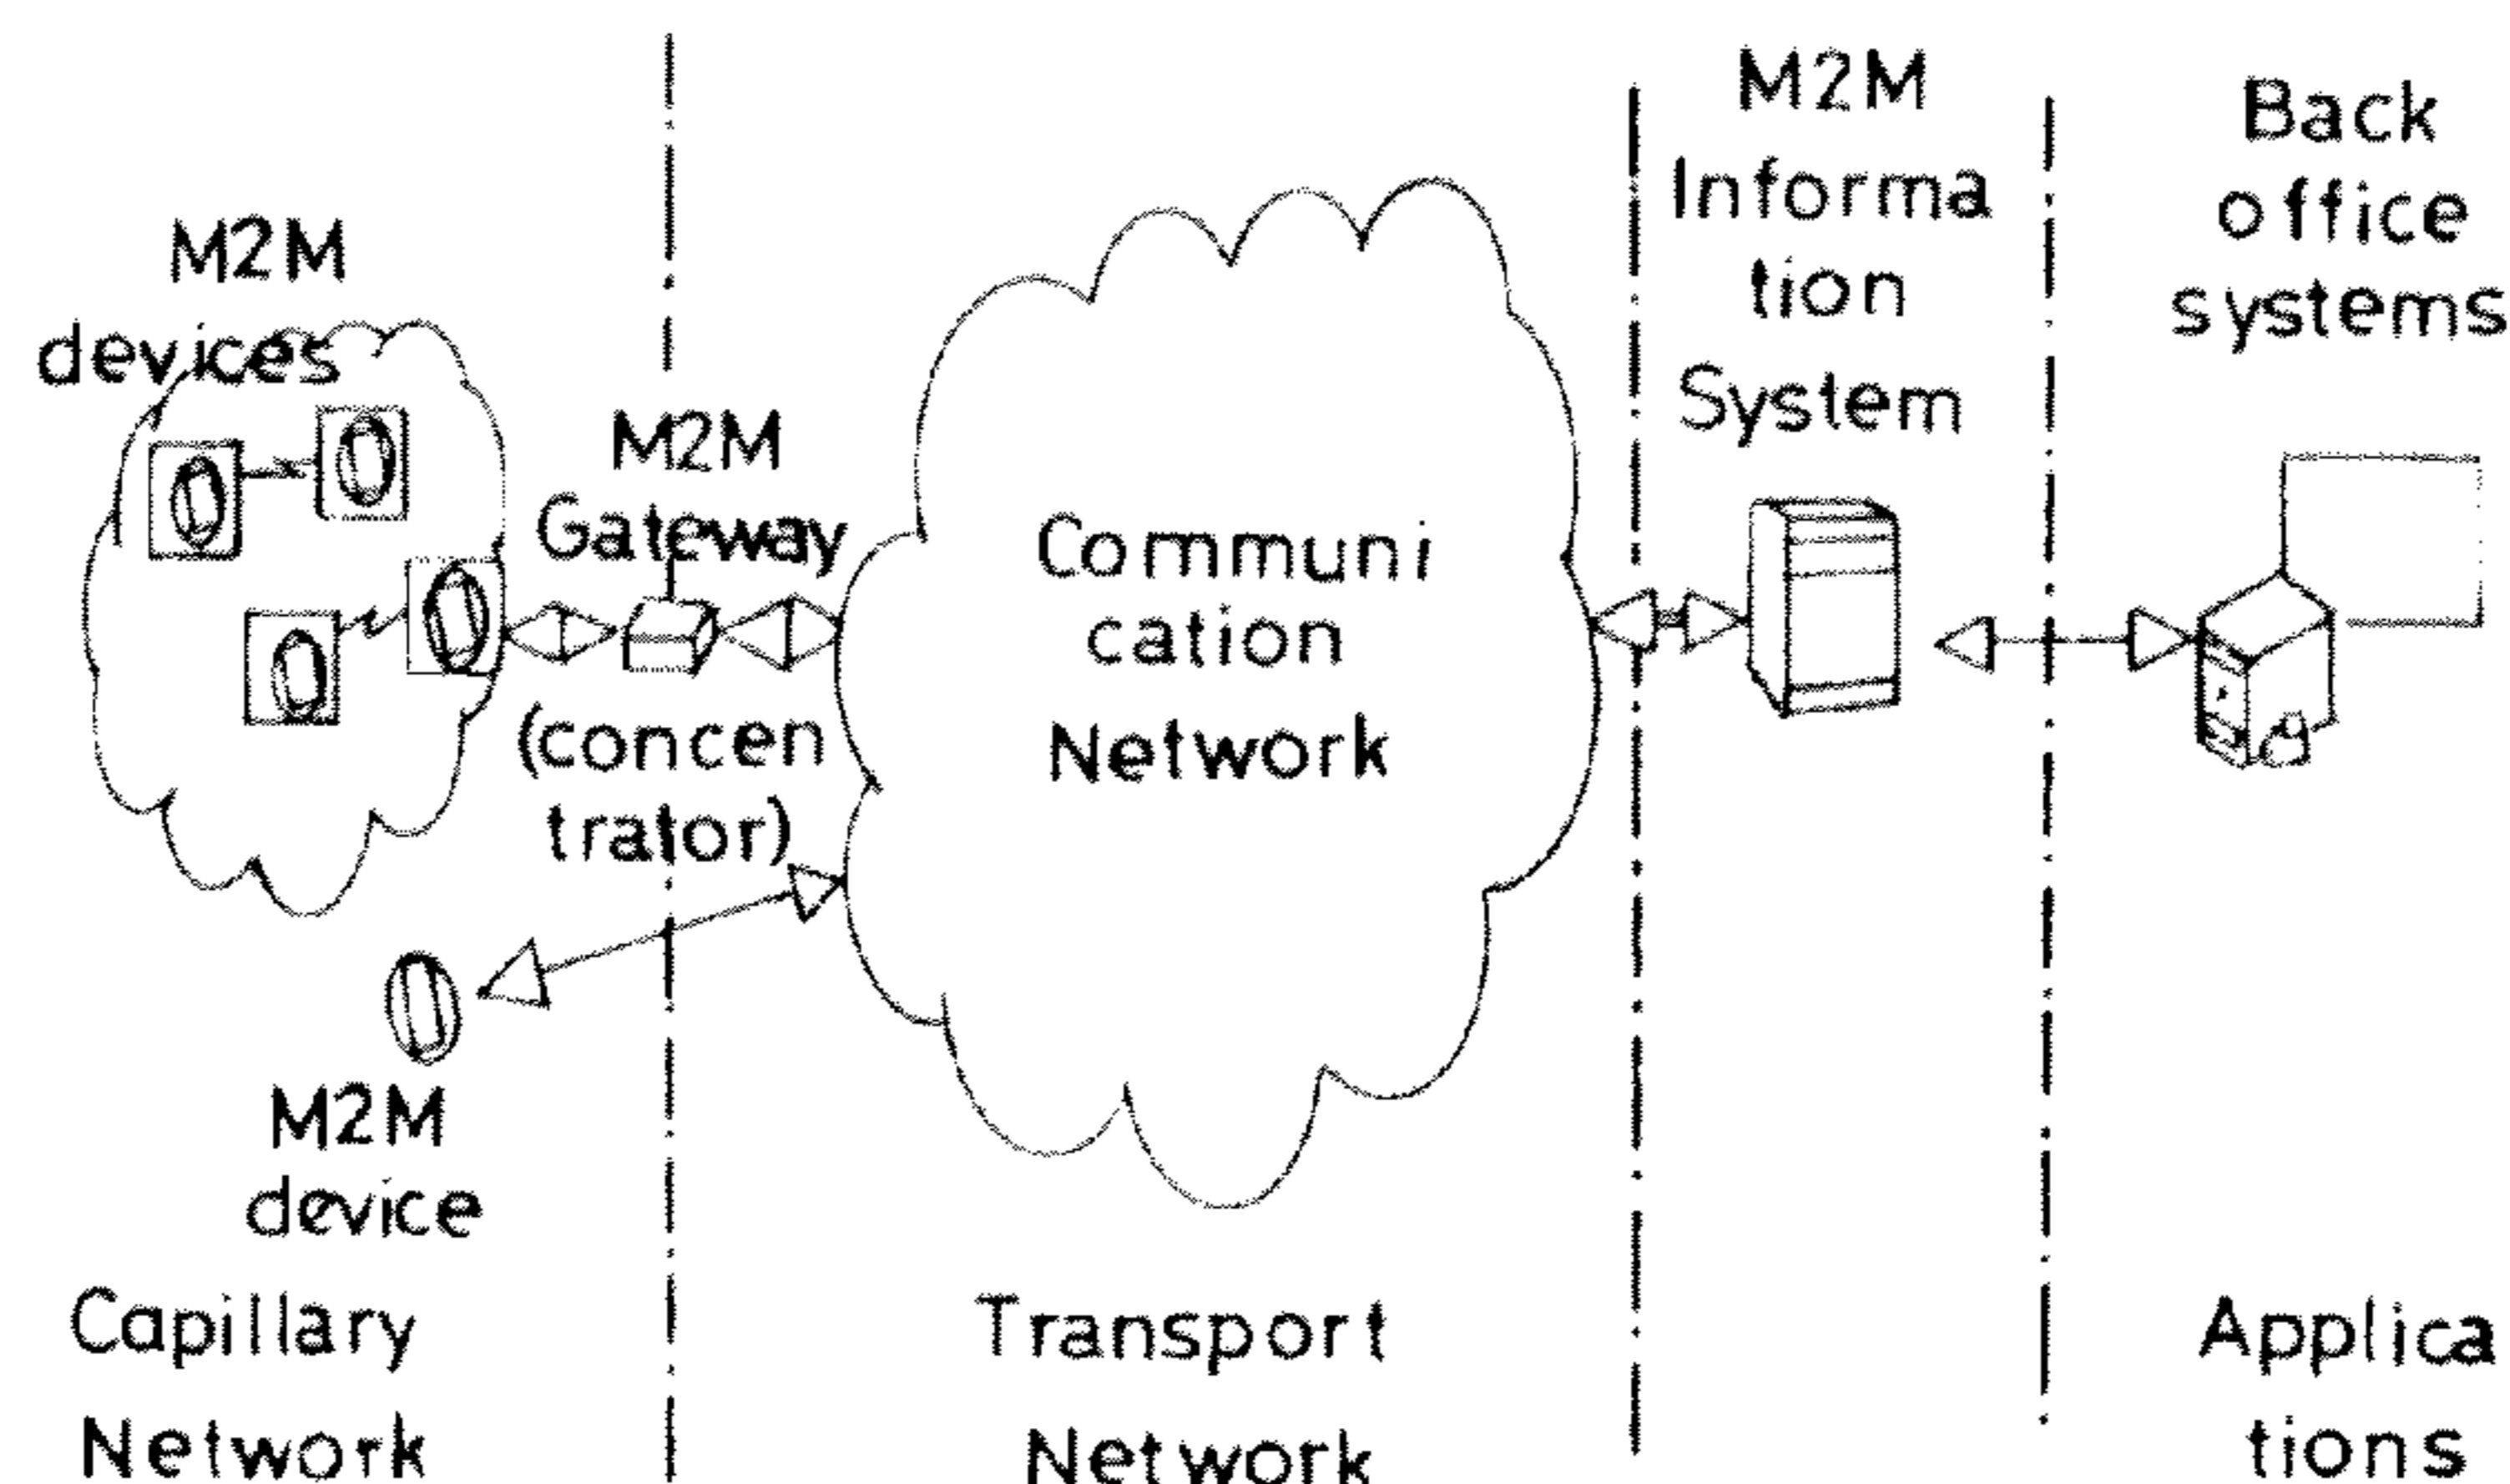 M2M
devices
M2M
Gateway
(concen
trator)
M2M
device
Capillary
Network
Communi
cation
Network
Transport
Network
M2M
Informa
tion
System
Back
office
systems
Applica
tions